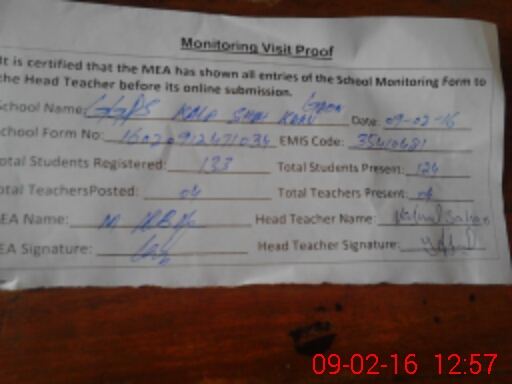 Monitoring Visit Proof
It is certified that the MEA has shown all entries of the School Monitoring Form to
the Head Teacher before its online submission.
School Name: GGPS Date: 09-02-16
School Form No: EMIS Code:
Total Students Registered: 133 Total Students Present: 124
Total TeachersPosted: 04 Total Teachers Present: 04
MEA Name: M Head Teacher Name:
MEA Signature: Head Teacher Signature:
09-02-16 12:57